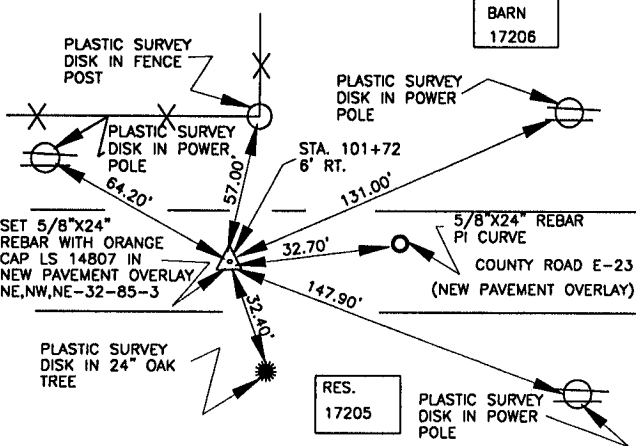 BARN
17206
PLASTIC SURVEY
DISK IN FENCE
POST
PLASTIC SURVEY
DISK IN POWER
POLE
PLASTIC SURVEY
DISK IN POWER
POLE
STA. 101+72
6' RT.
64.20'
57.00'
131.00'
SET 5/8"X24"
REBAR WITH ORANGE
CAP LS 14807 IN
NEW PAVEMENT OVERLAY
NE,NW,NE-32-85-3
32.70'
5/8"X24" REBAR
PI CURVE
COUNTY ROAD E-23
(NEW PAVEMENT OVERLAY)
147.90'
32.40'
PLASTIC SURVEY
DISK IN 24" OAK
TREE
RES.
17205
PLASTIC SURVEY
DISK IN POWER
POLE